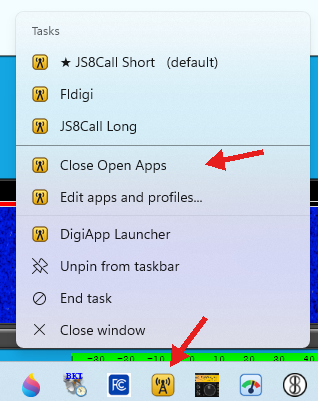 Tasks
★ JS8Call Short (default)
Fldigi
JS8Call Long
Close Open Apps
Edit apps and profiles...
DigiApp Launcher
Unpin from taskbar
End task
Close window
-30 -20 -10 0 10 20 30 40
BKT
FC